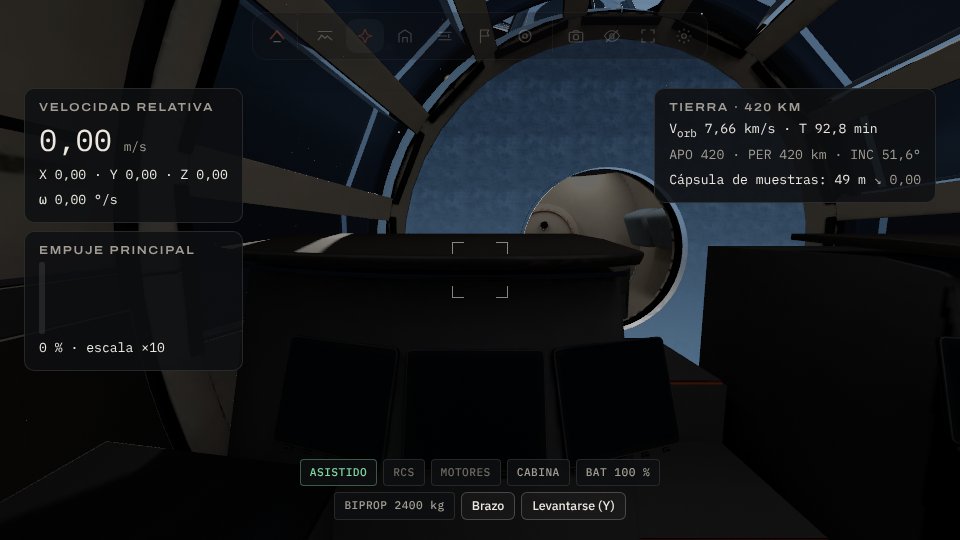 VELOCIDAD RELATIVA
0,00 m/s
X 0,00 · Y 0,00 · Z 0,00
ω 0,00 °/s
EMPUJE PRINCIPAL
0 % · escala ×10
TIERRA · 420 KM
Vorb 7,66 km/s · T 92,8 min
APO 420 · PER 420 km · INC 51,6°
Cápsula de muestras: 49 m ↘ 0,00
ASISTIDO RCS MOTORES CABINA BAT 100 %
BIPROP 2400 kg Brazo Levantarse (Y)